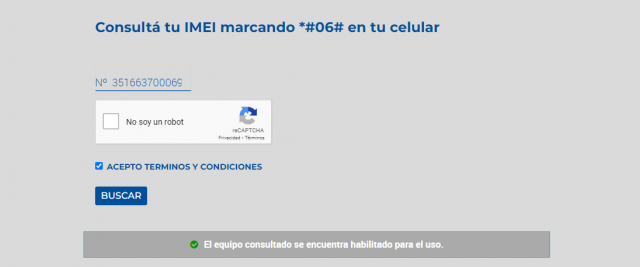 Consultá tu IMEI marcando *#06# en tu celular
Nº 351663700069
No soy un robot
reCAPTCHA
Privacidad - Términos
ACEPTO TERMINOS Y CONDICIONES
BUSCAR
El equipo consultado se encuentra habilitado para el uso.